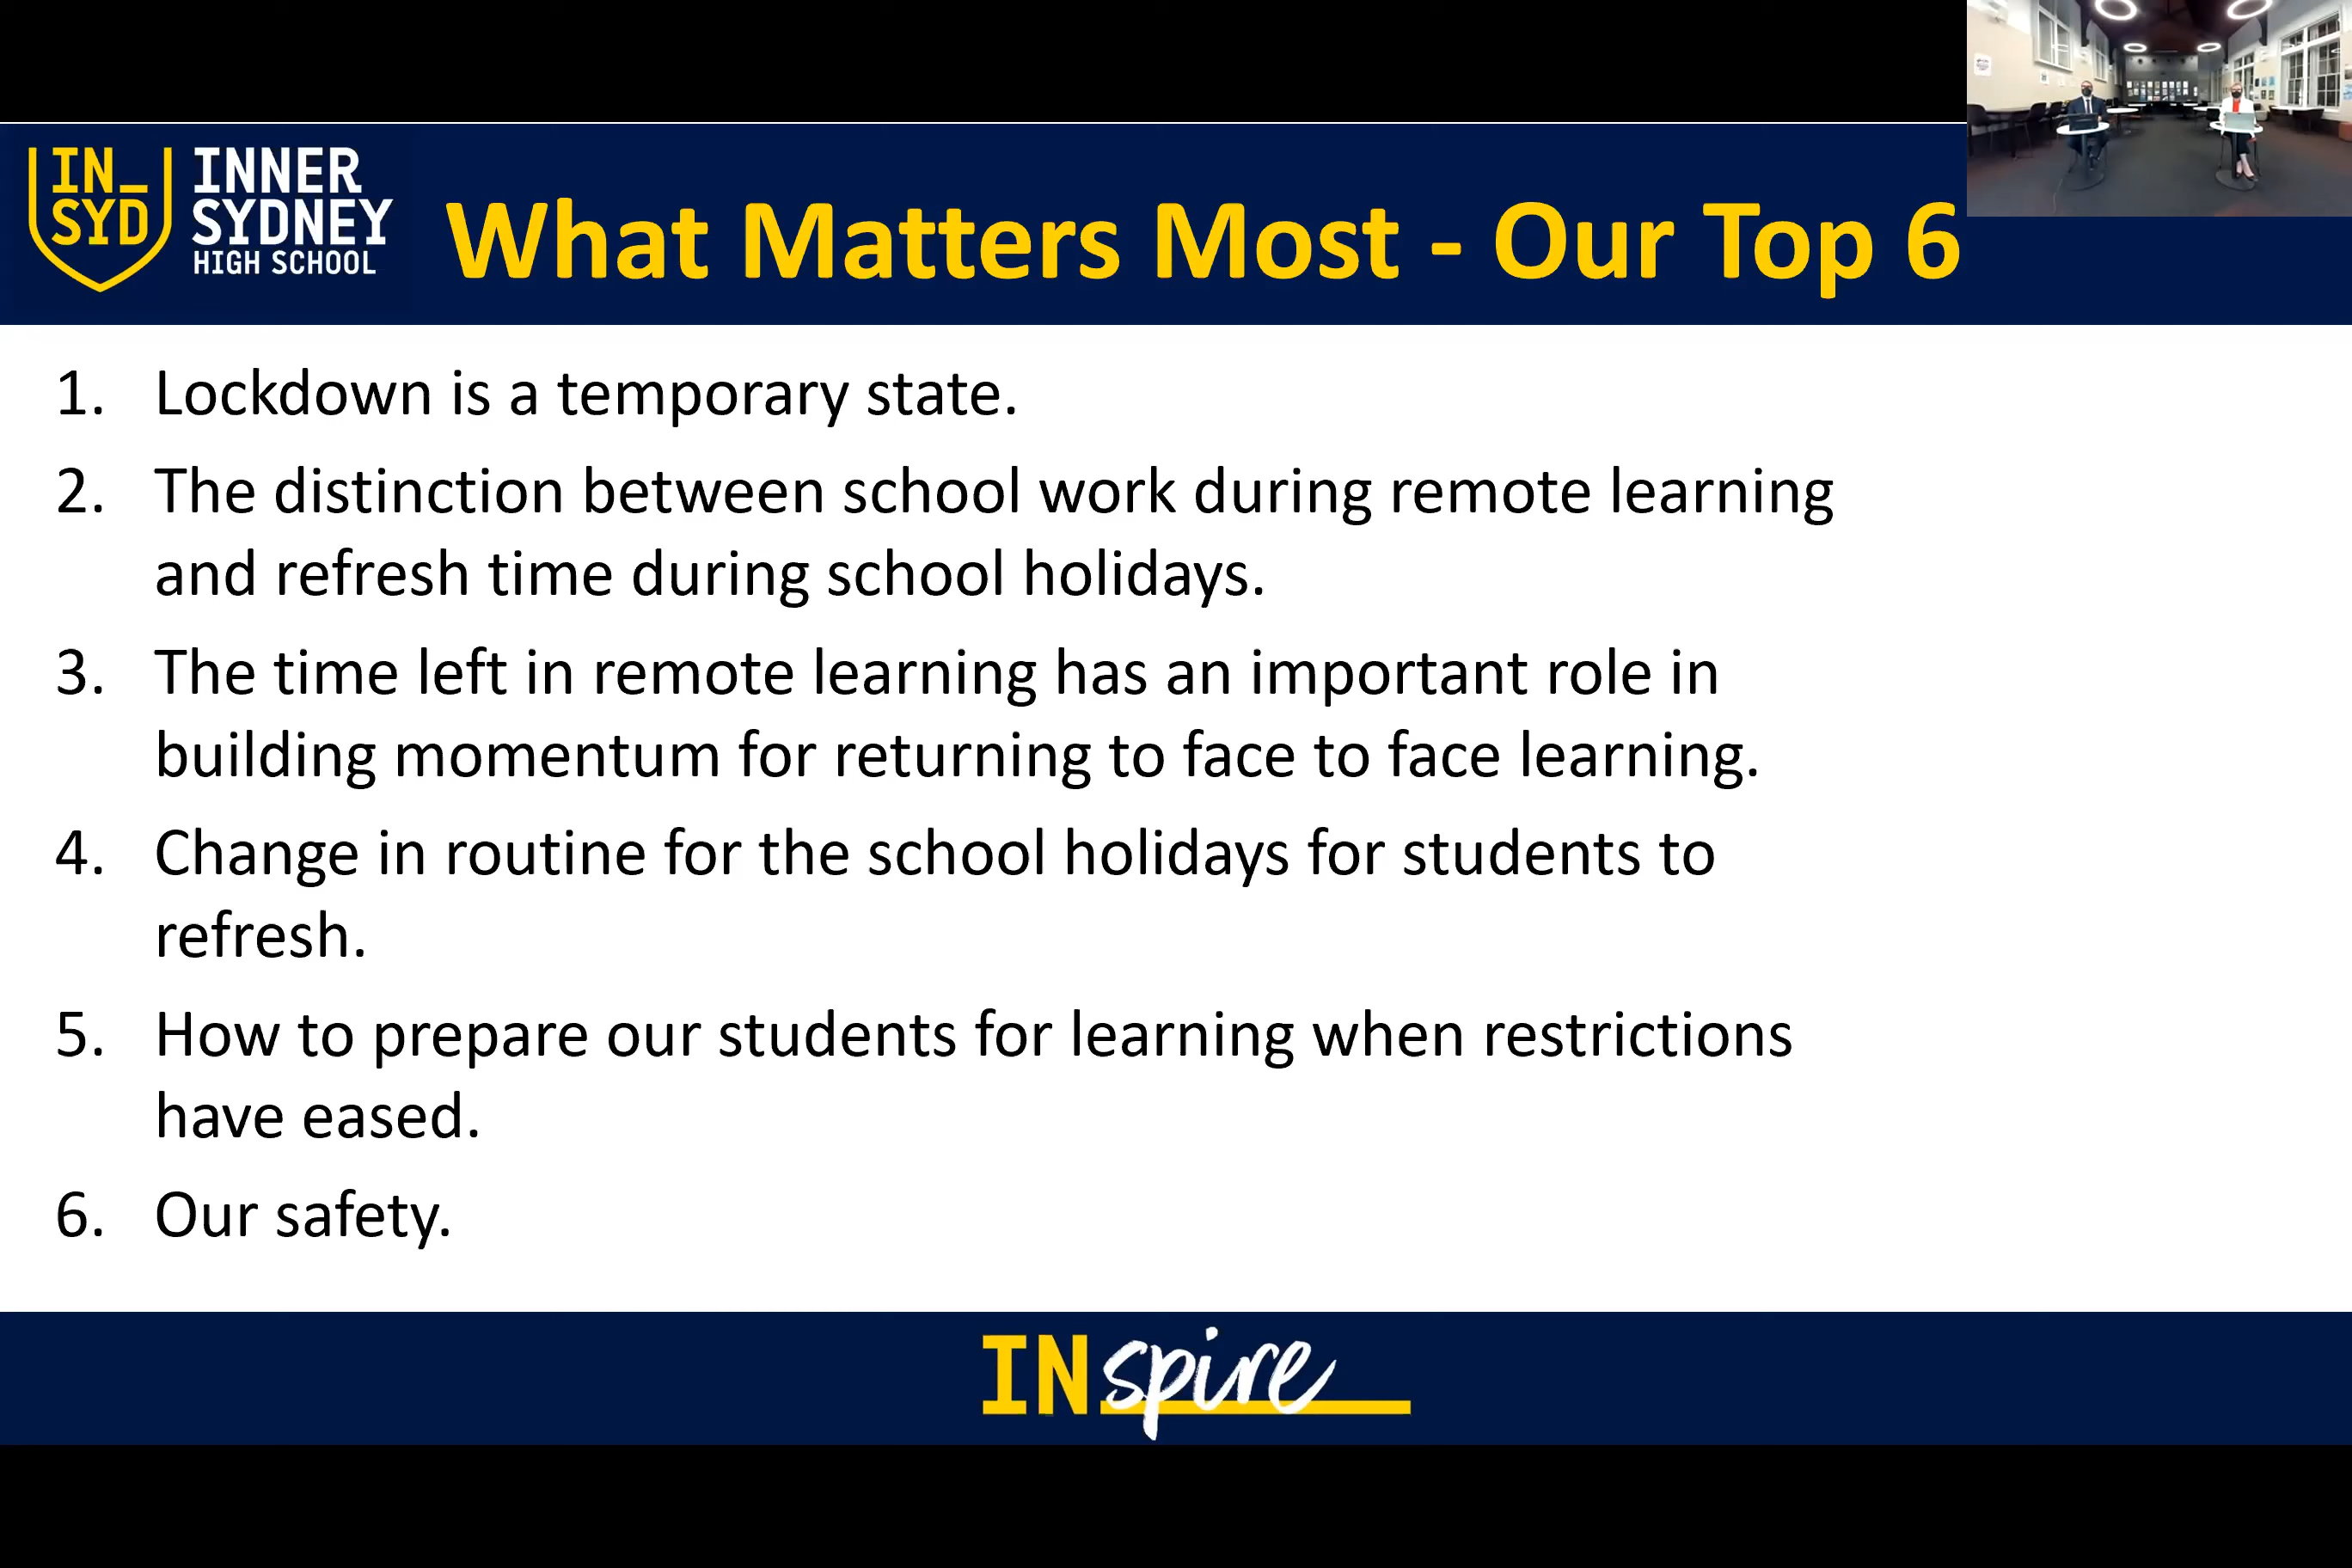 IN_
SYD
INNER
SYDNEY
HIGH SCHOOL
What Matters Most - Our Top 6
1. Lockdown is a temporary state.
2. The distinction between school work during remote learning
and refresh time during school holidays.
3. The time left in remote learning has an important role in
building momentum for returning to face to face learning.
4. Change in routine for the school holidays for students to
refresh.
5. How to prepare our students for learning when restrictions
have eased.
6. Our safety.
INspire